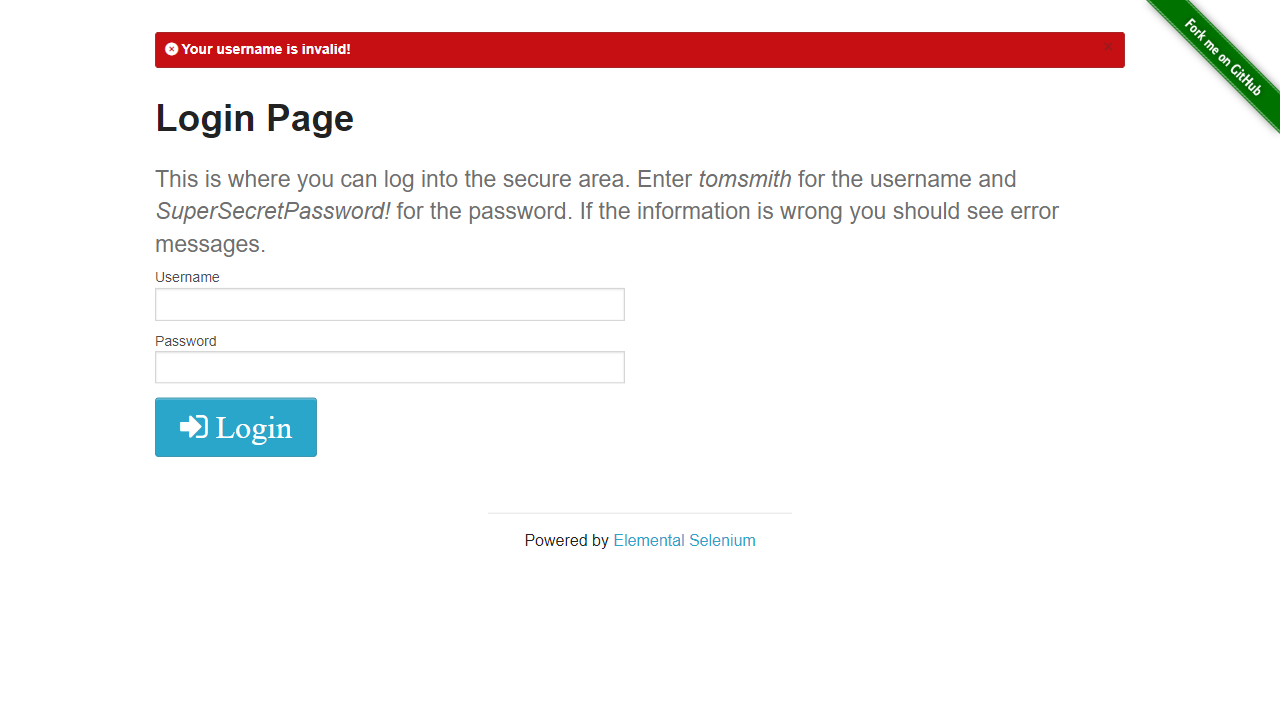 Your username is invalid!
Fork me on GitHub
Login Page
This is where you can log into the secure area. Enter tomsmith for the username and
SuperSecretPassword! for the password. If the information is wrong you should see error
messages.
Username
Password
Login
Powered by Elemental Selenium